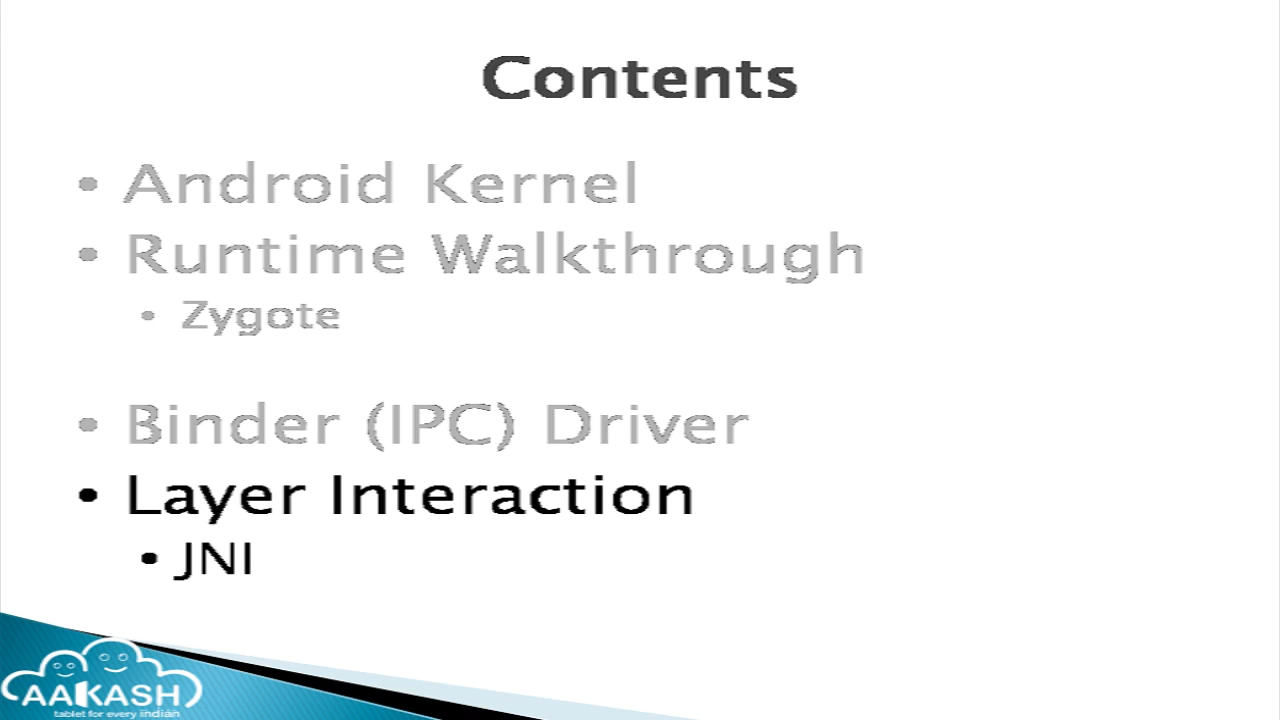 Contents
• Android Kernel
• Runtime Walkthrough
• Zygote
• Binder (IPC) Driver
• Layer Interaction
• JNI
AAKASH
tablet for every indian